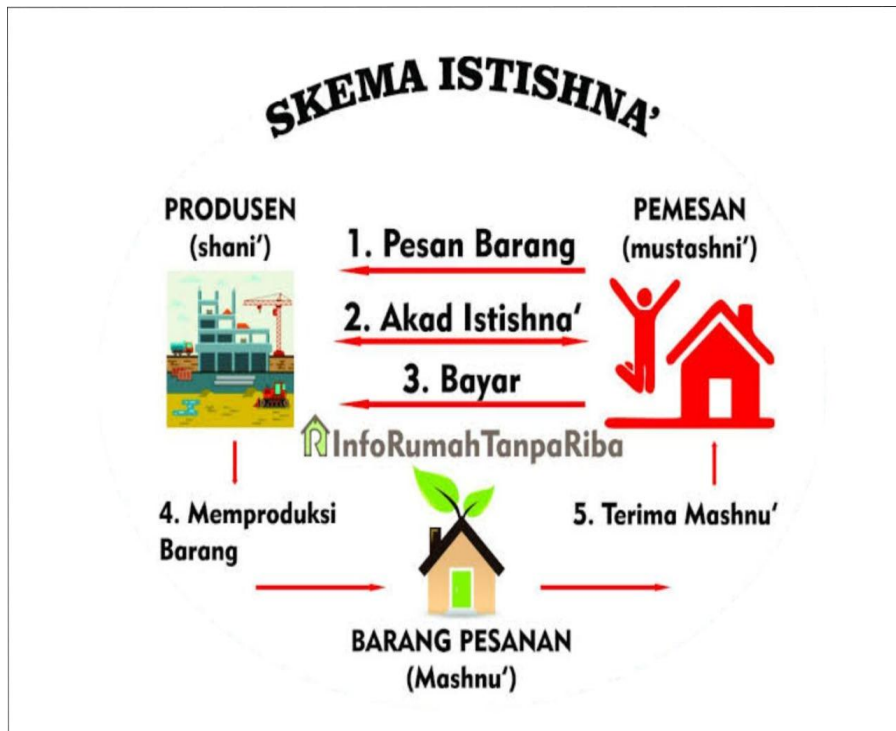 SKEMA ISTISHNA’
PRODUSEN
(shani’)
PEMESAN
(mustashni’)
1. Pesan Barang
2. Akad Istishna‘
3. Bayar
InfoRumahTanpaRiba
4. Memproduksi
Barang
5. Terima Mashnu‘
BARANG PESANAN
(Mashnu‘)